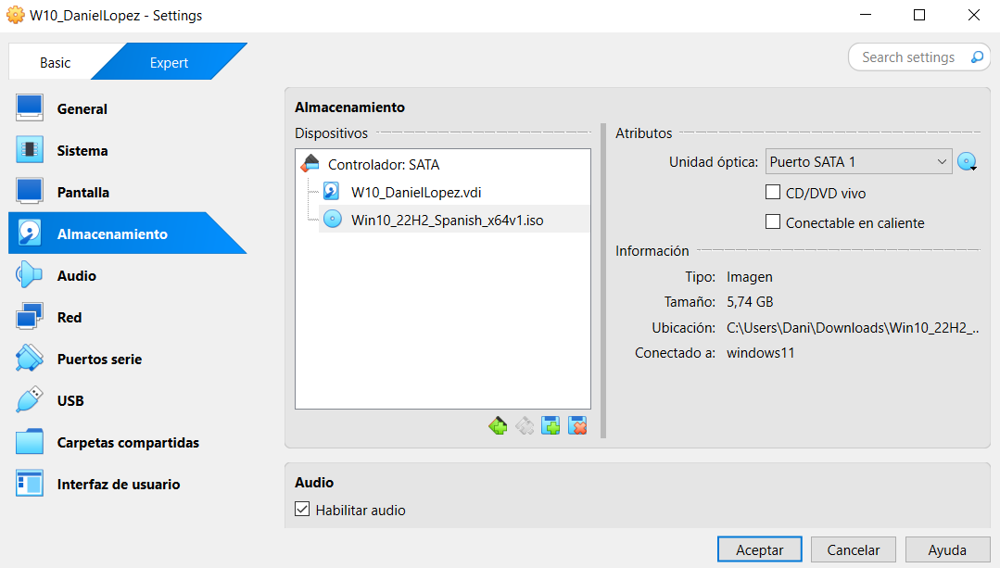 W10_DanielLopez - Settings
Basic
Expert
Search settings
General
Sistema
Pantalla
Almacenamiento
Audio
Red
Puertos serie
USB
Carpetas compartidas
Interfaz de usuario
Almacenamiento
Dispositivos
Controlador: SATA
W10_DanielLopez.vdi
Win10_22H2_Spanish_x64v1.iso
Atributos
Unidad óptica: Puerto SATA 1
CD/DVD vivo
Conectable en caliente
Información
Tipo: Imagen
Tamaño: 5,74 GB
Ubicación: C:\Users\Dani\Downloads\Win10_22H2_..
Conectado a: windows11
Audio
Habilitar audio
Aceptar Cancelar Ayuda